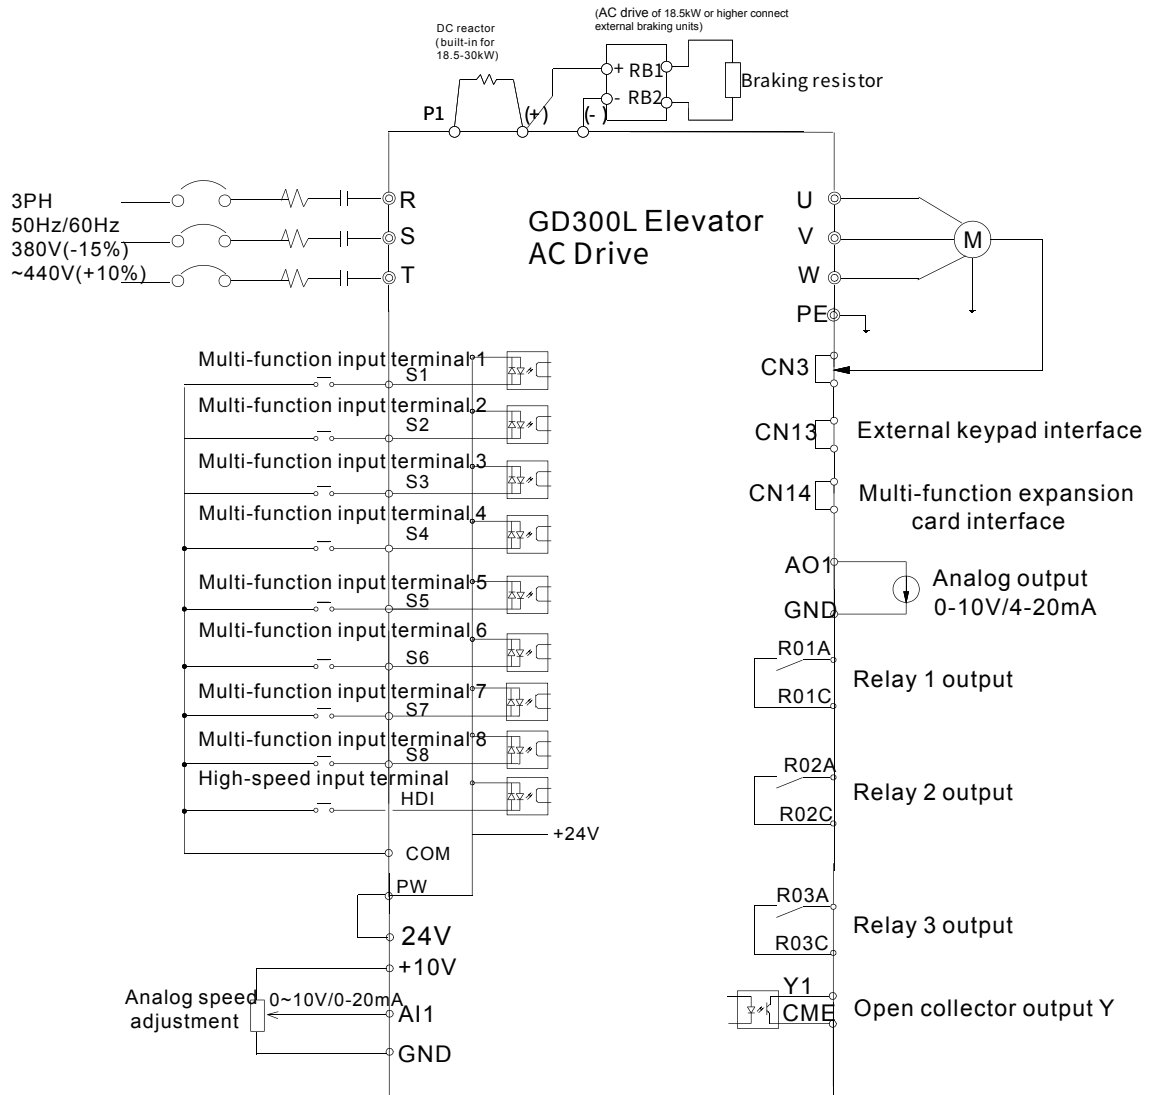 (AC drive of 18.5kW or higher connect
external braking units)
DC reactor
(built-in for
18.5-30kW)
+ RB1
- RB2
Braking resistor
P1
(+)
(-)
3PH
50Hz/60Hz
380V(-15%)
~440V(+10%)
R
S
T
GD300L Elevator
AC Drive
U
V
W
PE
M
CN3
CN13
External keypad interface
CN14
Multi-function expansion
card interface
AO1
GND
Analog output
0-10V/4-20mA
R01A
R01C
Relay 1 output
R02A
R02C
Relay 2 output
R03A
R03C
Relay 3 output
Y1
CME
Open collector output Y
Multi-function input terminal 1
S1
Multi-function input terminal 2
S2
Multi-function input terminal 3
S3
Multi-function input terminal 4
S4
Multi-function input terminal 5
S5
Multi-function input terminal 6
S6
Multi-function input terminal 7
S7
Multi-function input terminal 8
S8
High-speed input terminal
HDI
+24V
COM
PW
24V
+10V
Analog speed
adjustment
0~10V/0-20mA
AI1
GND